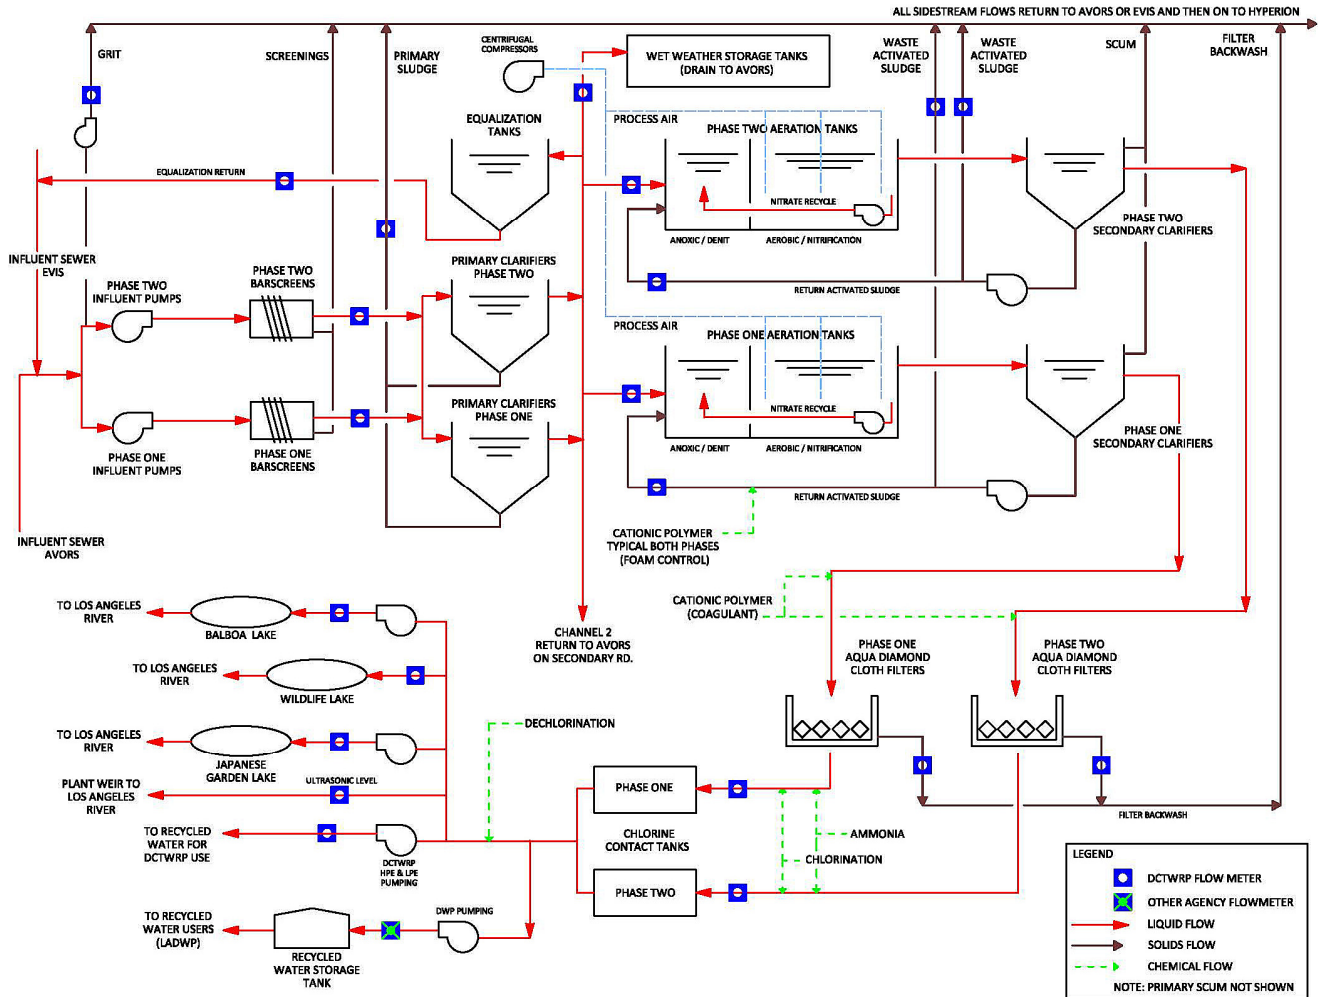 ALL SIDESTREAM FLOWS RETURN TO AVORS OR EVIS AND THEN ON TO HYPERION
GRIT
SCREENINGS
PRIMARY
SLUDGE
CENTRIFUGAL
COMPRESSORS
WET WEATHER STORAGE TANKS
(DRAIN TO AVORS)
WASTE
ACTIVATED
SLUDGE
WASTE
ACTIVATED
SLUDGE
SCUM
FILTER
BACKWASH
EQUALIZATION
TANKS
PROCESS AIR
PHASE TWO AERATION TANKS
EQUALIZATION RETURN
NITRATE RECYCLE
ANOXIC / DENIT
AEROBIC / NITRIFICATION
PHASE TWO
SECONDARY CLARIFIERS
INFLUENT SEWER
EVIS
PHASE TWO
INFLUENT PUMPS
PHASE TWO
BARSCREENS
PRIMARY CLARIFIERS
PHASE TWO
RETURN ACTIVATED SLUDGE
PROCESS AIR
PHASE ONE AERATION TANKS
PRIMARY CLARIFIERS
PHASE ONE
NITRATE RECYCLE
ANOXIC / DENIT
AEROBIC / NITRIFICATION
PHASE ONE
SECONDARY CLARIFIERS
PHASE ONE
INFLUENT PUMPS
PHASE ONE
BARSCREENS
RETURN ACTIVATED SLUDGE
INFLUENT SEWER
AVORS
CATIONIC POLYMER
TYPICAL BOTH PHASES
(FOAM CONTROL)
CATIONIC POLYMER
(COAGULANT)
TO LOS ANGELES
RIVER
BALBOA LAKE
CHANNEL 2
RETURN TO AVORS
ON SECONDARY RD.
PHASE ONE
AQUA DIAMOND
CLOTH FILTERS
PHASE TWO
AQUA DIAMOND
CLOTH FILTERS
TO LOS ANGELES
RIVER
WILDLIFE LAKE
DECHLORINATION
TO LOS ANGELES
RIVER
JAPANESE
GARDEN LAKE
PLANT WEIR TO
LOS ANGELES
RIVER
ULTRASONIC LEVEL
PHASE ONE
FILTER BACKWASH
TO RECYCLED
WATER FOR
DCTWRP USE
DCTWRP
HPE & LPE
PUMPING
CHLORINE
CONTACT TANKS
AMMONIA
CHLORINATION
PHASE TWO
TO RECYCLED
WATER USERS
(LADWP)
DWP PUMPING
RECYCLED
WATER STORAGE
TANK
LEGEND
DCTWRP FLOW METER
OTHER AGENCY FLOWMETER
LIQUID FLOW
SOLIDS FLOW
CHEMICAL FLOW
NOTE: PRIMARY SCUM NOT SHOWN